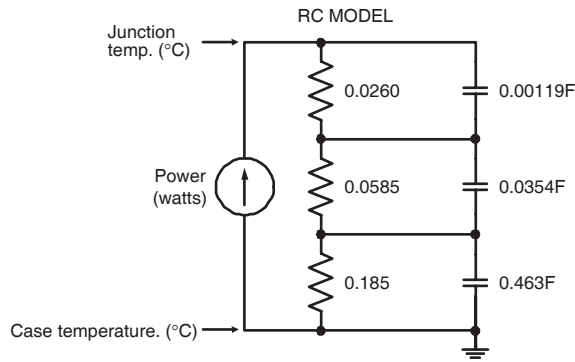 RC MODEL
Junction
temp. (°C)
0.0260
0.00119F
Power
(watts)
0.0585
0.0354F
0.185
0.463F
Case temperature. (°C)